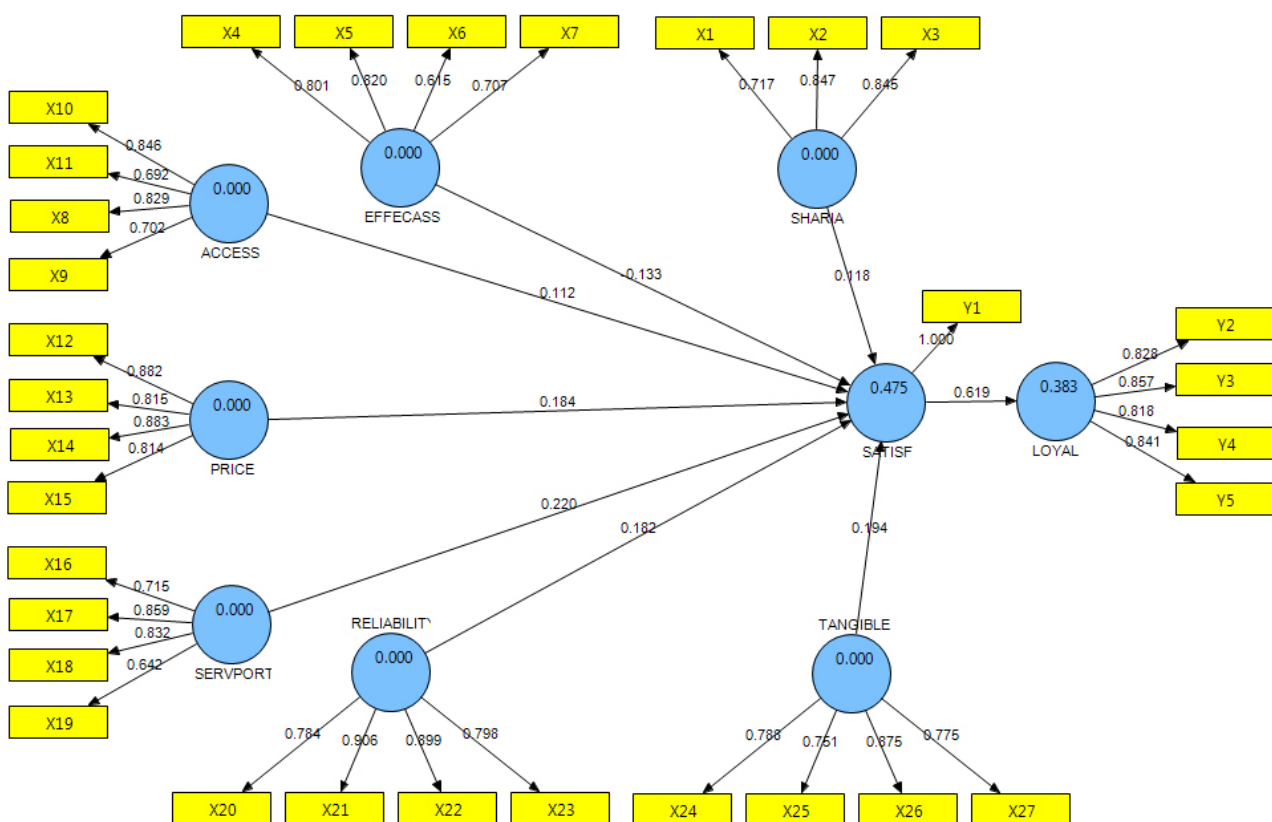 X4
X5
X6
X7
X1
X2
X3
0.801
0.820
0.615
0.707
0.717
0.847
0.845
X10
X11
X8
X9
0.846
0.692
0.829
0.702
0.000
ACCESS
0.000
EFFECASS
0.000
SHARIA
-0.133
0.118
0.112
Y1
1.000
X12
X13
X14
X15
0.882
0.815
0.883
0.814
0.000
PRICE
0.184
0.475
SATISF
0.619
0.383
LOYAL
0.828
0.857
0.818
0.841
Y2
Y3
Y4
Y5
0.220
0.182
0.194
X16
X17
X18
X19
0.715
0.859
0.832
0.642
0.000
SERVPORT
RELIABILITY
0.000
TANGIBLE
0.000
0.784
0.906
0.899
0.798
0.788
0.751
0.875
0.775
X20
X21
X22
X23
X24
X25
X26
X27